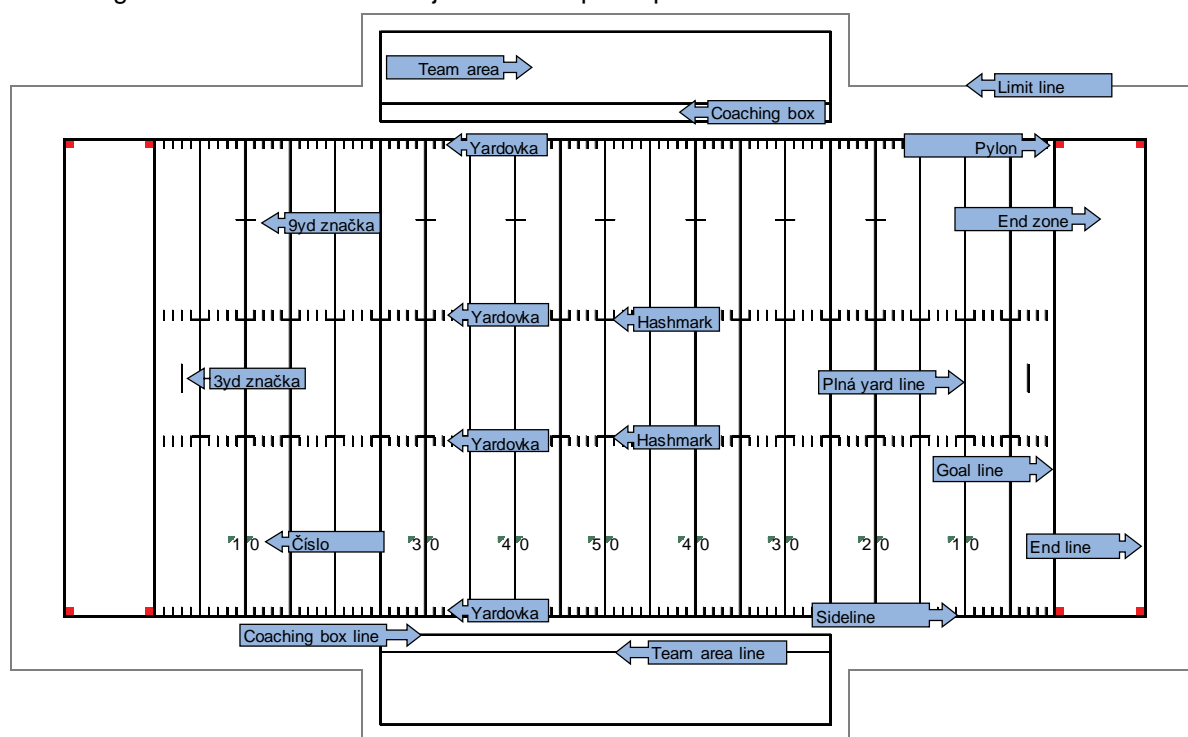 Team area
Limit line
Coaching box
Yardovka
Pylon
9yd značka
End zone
Yardovka
Hashmark
3yd značka
Plná yard line
Yardovka
Hashmark
Goal line
1 0
Číslo
3 0
4 0
5 0
4 0
3 0
2 0
1 0
End line
Yardovka
Sideline
Coaching box line
Team area line